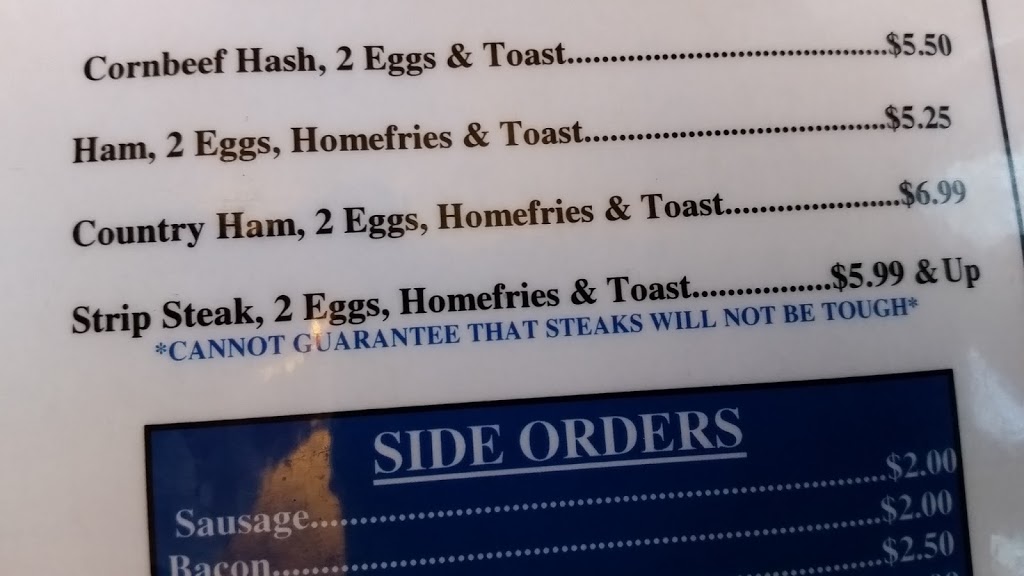 Cornbeef Hash, 2 Eggs & Toast....................................$5.50
Ham, 2 Eggs, Homefries & Toast..................................$5.25
Country Ham, 2 Eggs, Homefries & Toast.....................$6.99
Strip Steak, 2 Eggs, Homefries & Toast.................$5.99 & Up
*CANNOT GUARANTEE THAT STEAKS WILL NOT BE TOUGH*
SIDE ORDERS
Sausage..............................................................$2.00
Bacon.................................................................$2.00
$2.50